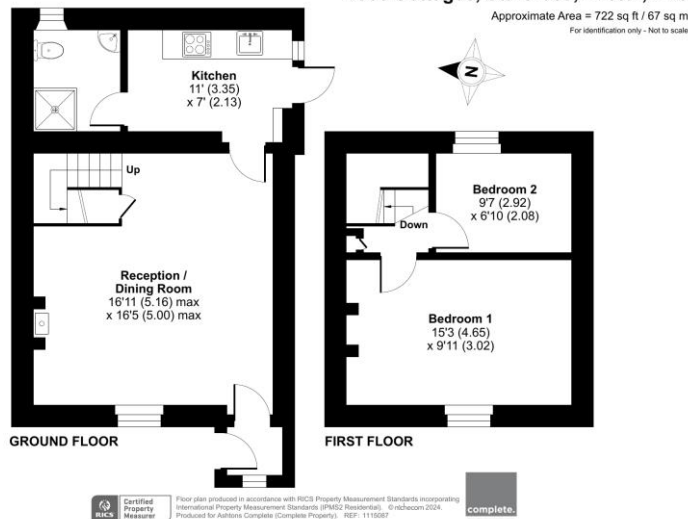 Approximate Area = 722 sq ft / 67 sq m
For identification only - Not to scale
N
Kitchen
11' (3.35)
x 7' (2.13)
Up
Reception /
Dining Room
16'11 (5.16) max
x 16'5 (5.00) max
GROUND FLOOR
Bedroom 2
9'7 (2.92)
x 6'10 (2.08)
Down
Bedroom 1
15'3 (4.65)
x 9'11 (3.02)
FIRST FLOOR
RICS
Certified
Property
Measurer
Floor plan produced in accordance with RICS Property Measurement Standards incorporating
International Property Measurement Standards (IPMS2 Residential). © nichecom 2024.
Produced for Ashtons Complete (Complete Property). REF: 1115087
complete.